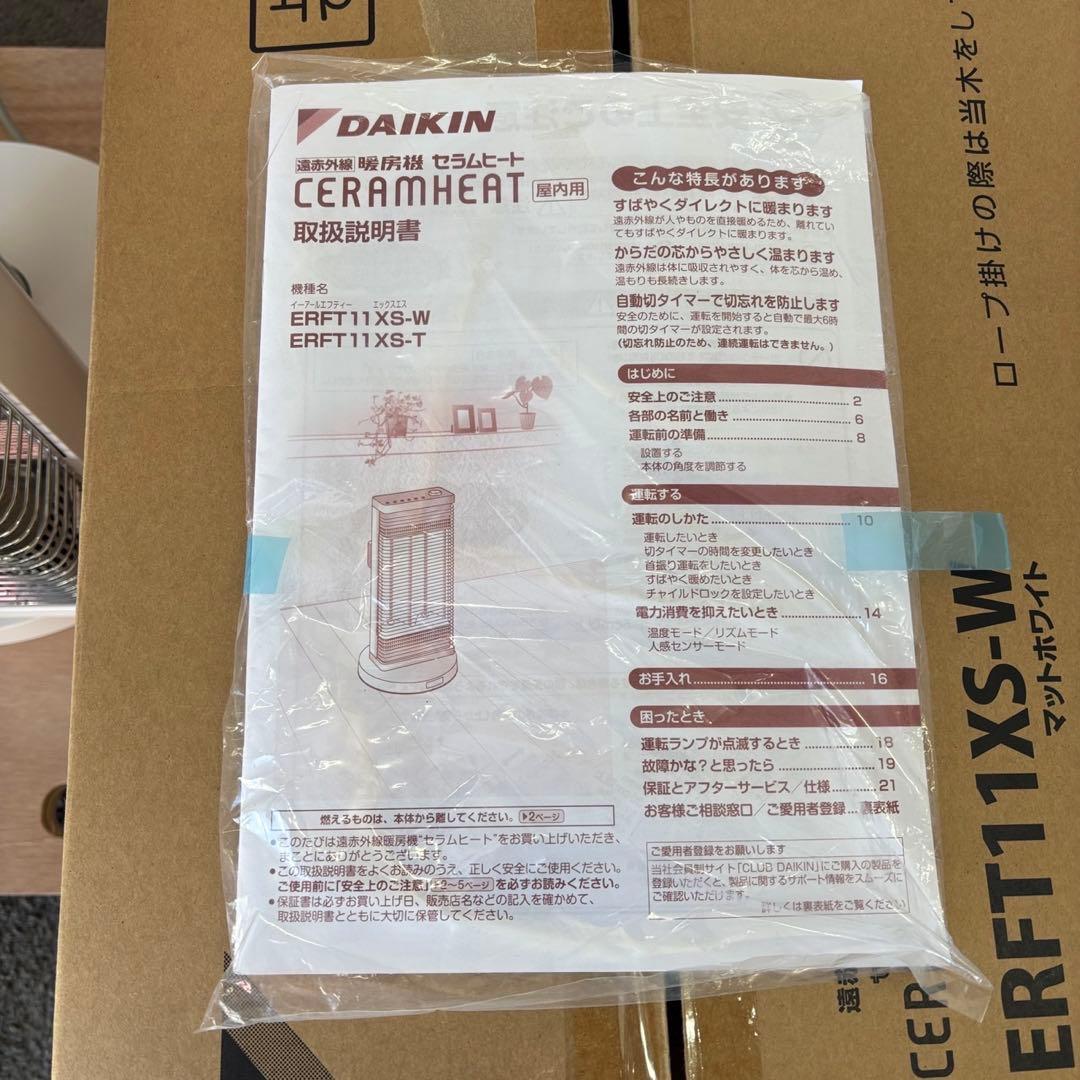 DAIKIN
遠赤外線 暖房機 セラムヒート
CERAMHEAT 屋内用
取扱説明書
機種名
イーアールエフティー エックスエス
ERFT11XS-W
ERFT11XS-T
こんな特長があります
すばやくダイレクトに暖まります
遠赤外線が人やものを直接暖めるため、離れてい
てもすばやくダイレクトに暖まります。
からだの芯からやさしく温まります
遠赤外線は体に吸収されやすく、体を芯から温め、
温もりも長続きします。
自動切タイマーで切忘れを防止します
安全のために、運転を開始すると自動で最大6時
間の切タイマーが設定されます。
(切忘れ防止のため、連続運転はできません。)
はじめに
安全上のご注意 2
各部の名前と働き 6
運転前の準備 8
設置する
本体の角度を調節する
運転する
運転のしかた 10
運転したいとき
切タイマーの時間を変更したいとき
首振り運転をしたいとき
すばやく暖めたいとき
チャイルドロックを設定したいとき
電力消費を抑えたいとき 14
温度モード／リズムモード
人感センサーモード
お手入れ 16
困ったとき
運転ランプが点滅するとき 18
故障かな?と思ったら 19
保証とアフターサービス／仕様 21
お客様ご相談窓口／ご愛用者登録... 裏表紙
燃えるものは、本体から離してください。 ▶2ページ
●このたびは遠赤外線暖房機"セラムヒート"をお買い上げいただき、
まことにありがとうございます。
●この取扱説明書をよくお読みのうえ、正しく安全にご使用ください。
ご使用前に「安全上のご注意」▶2～5ページ を必ずお読みください。
●保証書は必ずお買い上げ日、販売店名などの記入を確かめて、
取扱説明書とともに大切に保管してください。
ご愛用者登録をお願いします
当社会員制サイト「CLUB DAIKIN」にご購入の製品を
登録いただくと、製品に関するサポート情報をスムーズに
ご確認いただけます。
詳しくは裏表紙をご覧ください
ロープ掛けの際は当木をし
マットホワイト
ERFT11XS-W
CER
遠赤